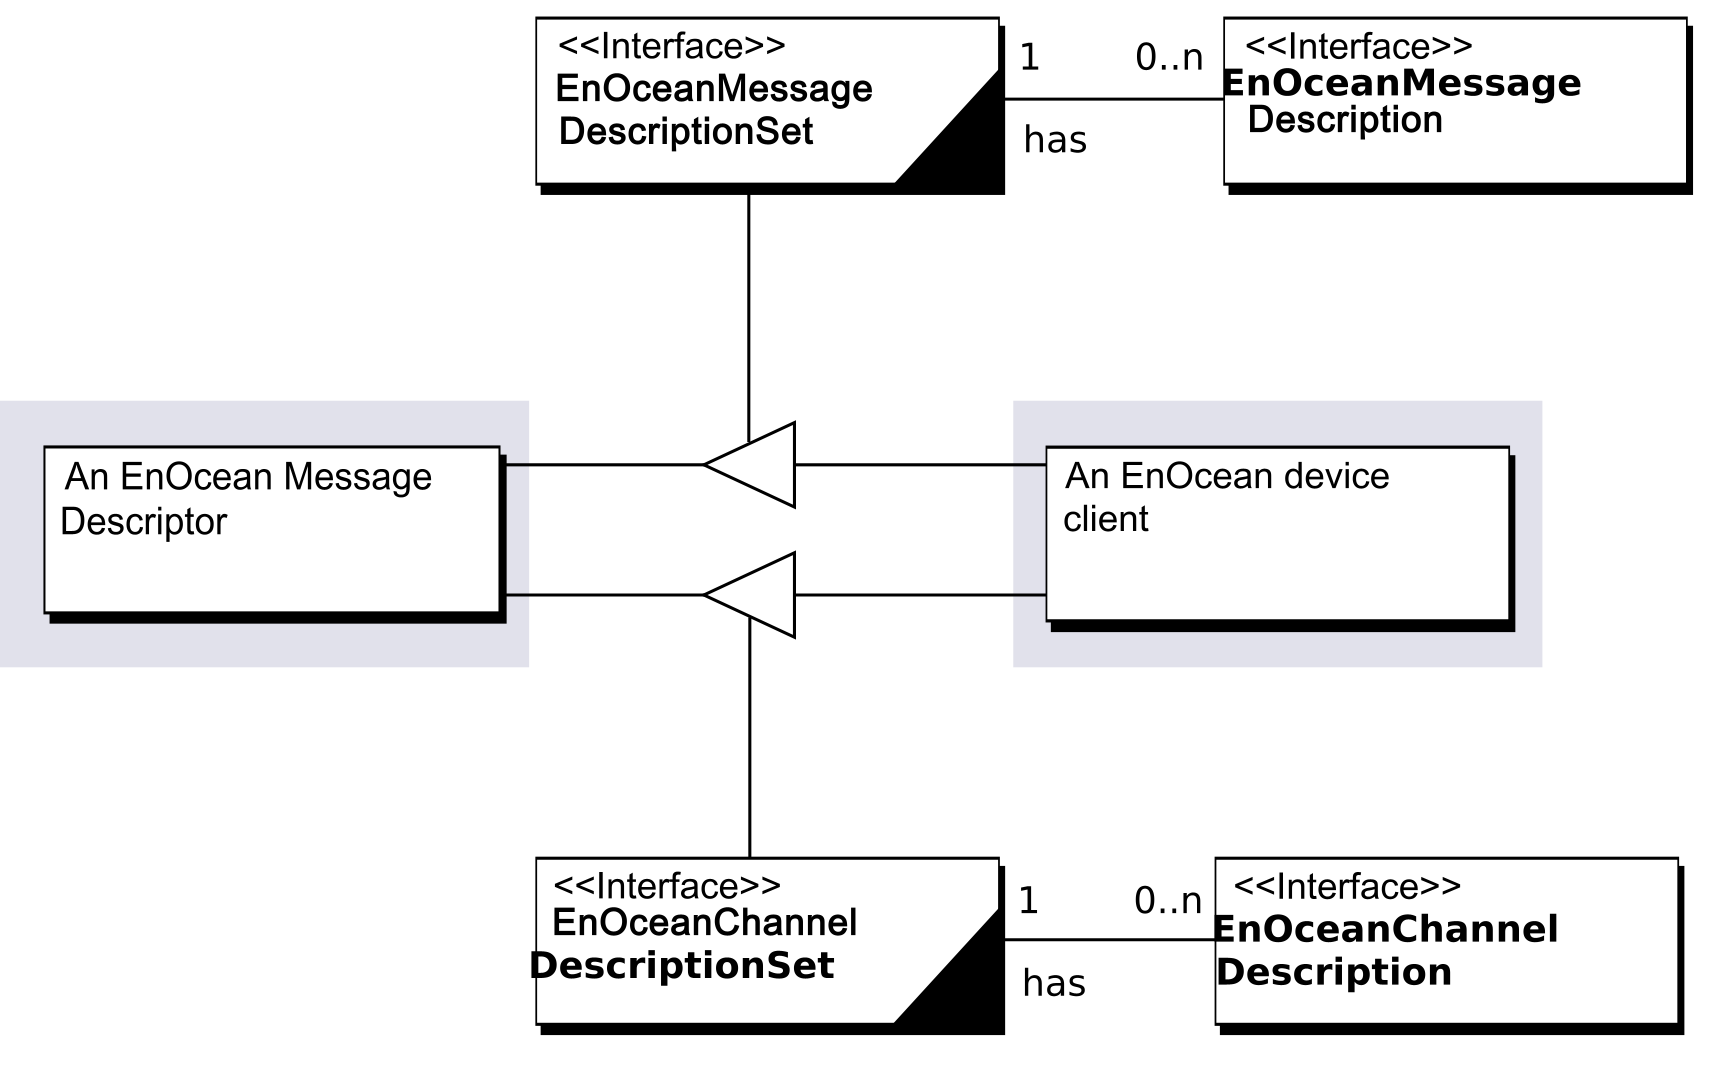 <<Interface>>
EnOceanMessage
DescriptionSet
1
0..n
has
<<Interface>>
EnOceanMessage
Description
An EnOcean Message
Descriptor
An EnOcean device
client
<<Interface>>
EnOceanChannel
DescriptionSet
1
0..n
has
<<Interface>>
EnOceanChannel
Description